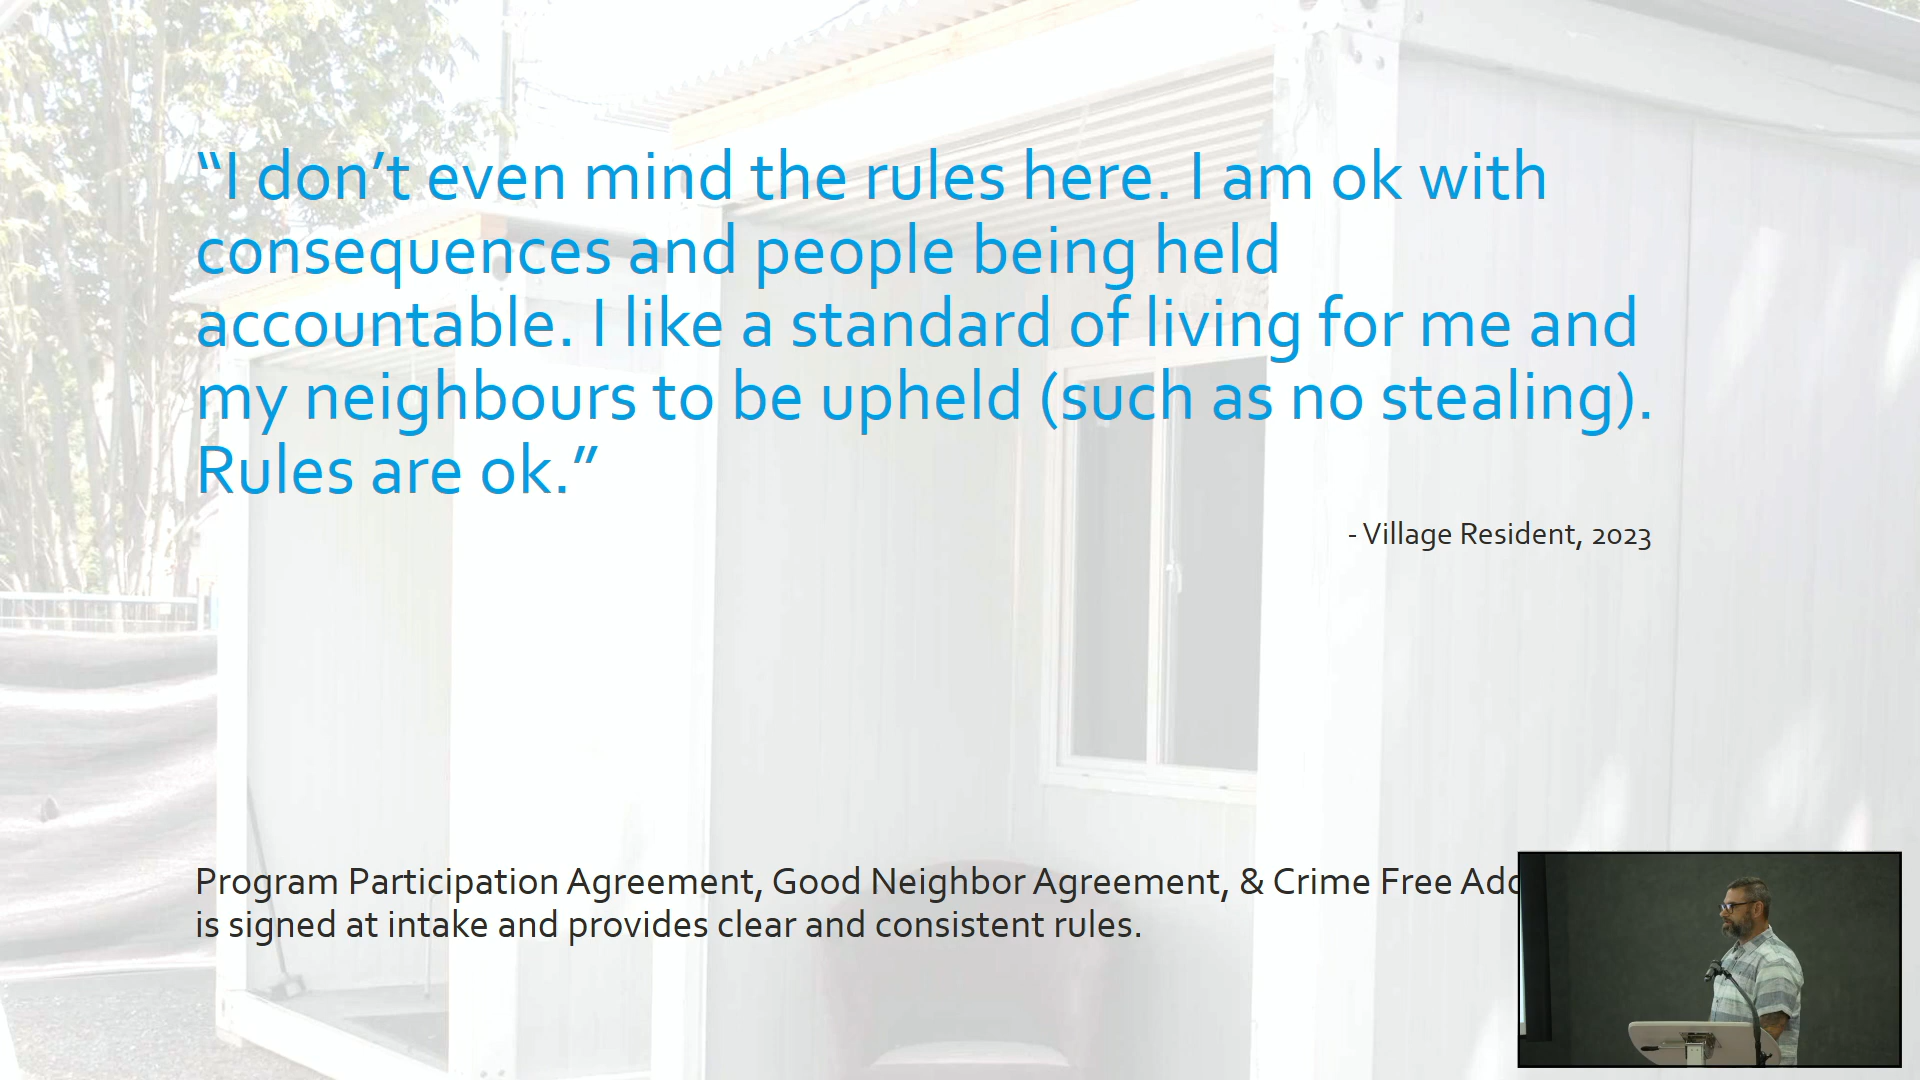 “I don’t even mind the rules here. I am ok with
consequences and people being held
accountable. I like a standard of living for me and
my neighbours to be upheld (such as no stealing).
Rules are ok.”
- Village Resident, 2023
Program Participation Agreement, Good Neighbor Agreement, & Crime Free
is signed at intake and provides clear and consistent rules.